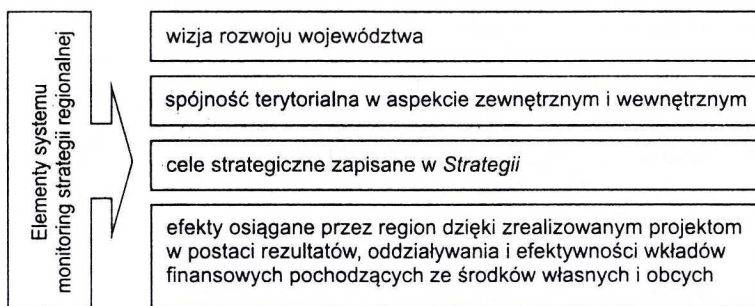 Elementy systemu
monitoring strategii regionalnej
wizja rozwoju województwa
spójność terytorialna w aspekcie zewnętrznym i wewnętrznym
cele strategiczne zapisane w Strategii
efekty osiągane przez region dzięki zrealizowanym projektom
w postaci rezultatów, oddziaływania i efektywności wkładów
finansowych pochodzących ze środków własnych i obcych